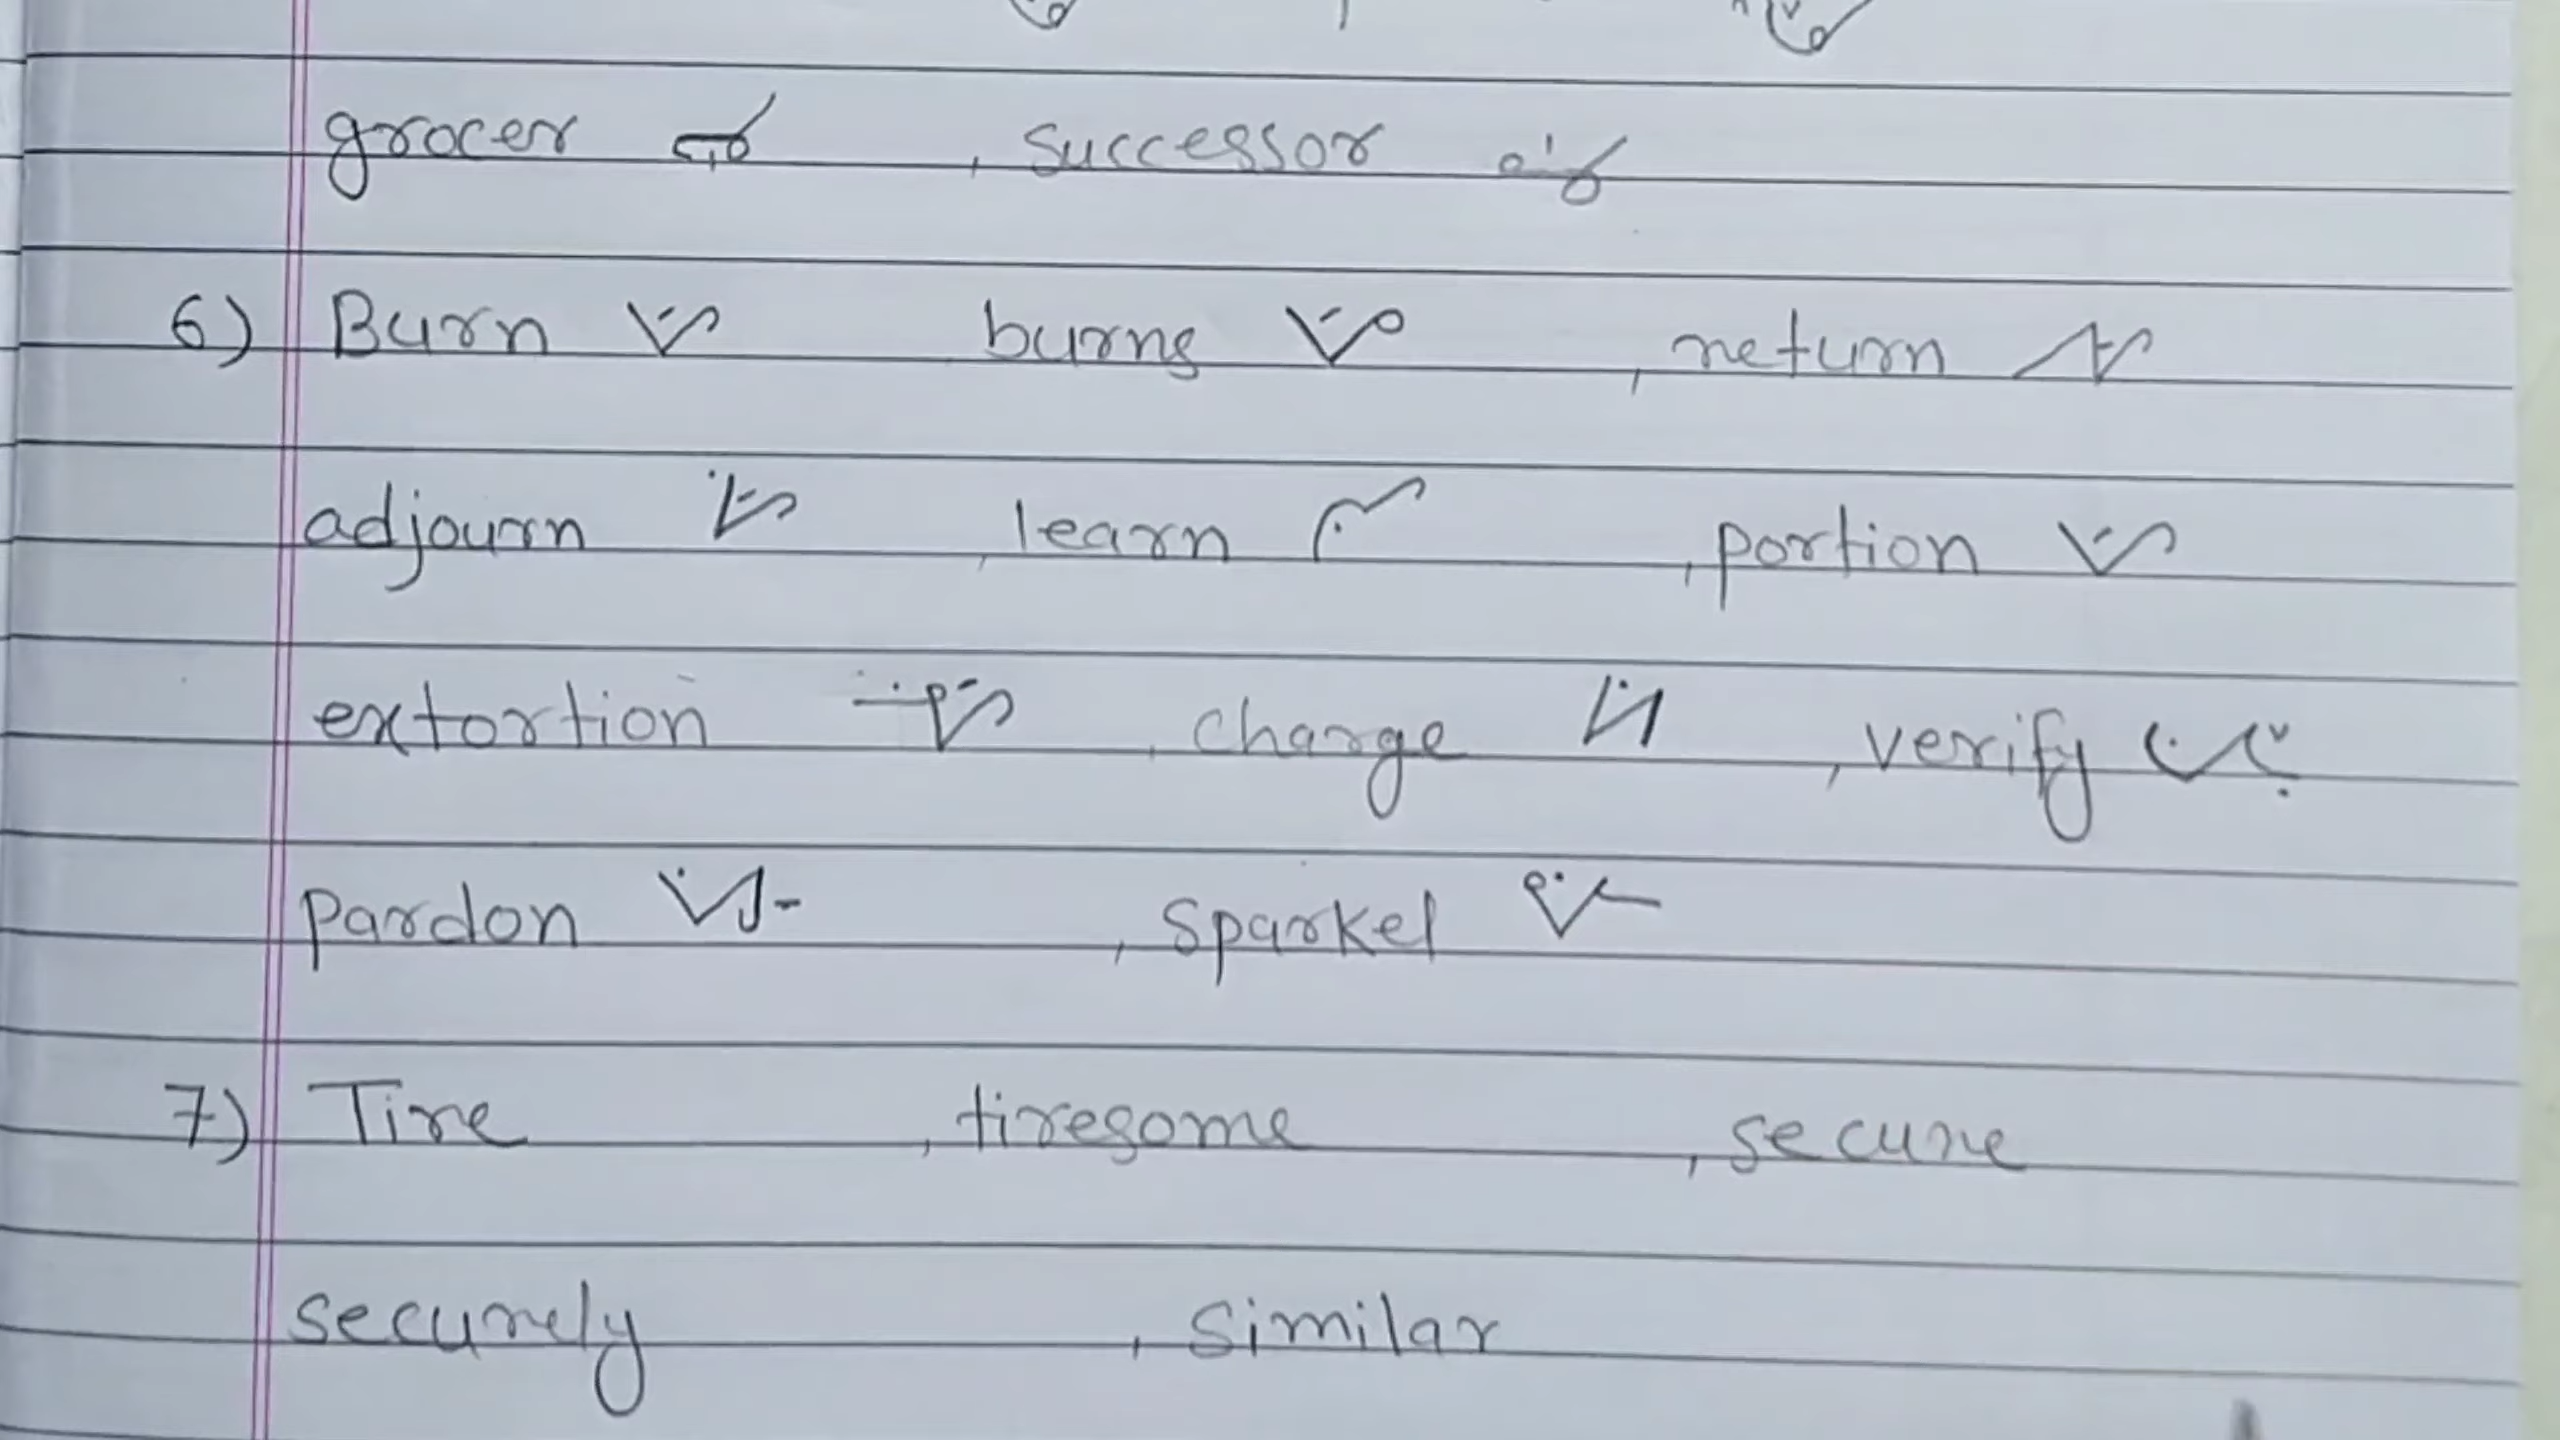 grocer , successor
6) Burn burns , return
adjourn , learn , portion
extortion , charge , verify
Pardon , Sparkel
7) Tire , tiresome , secure
securely , similar